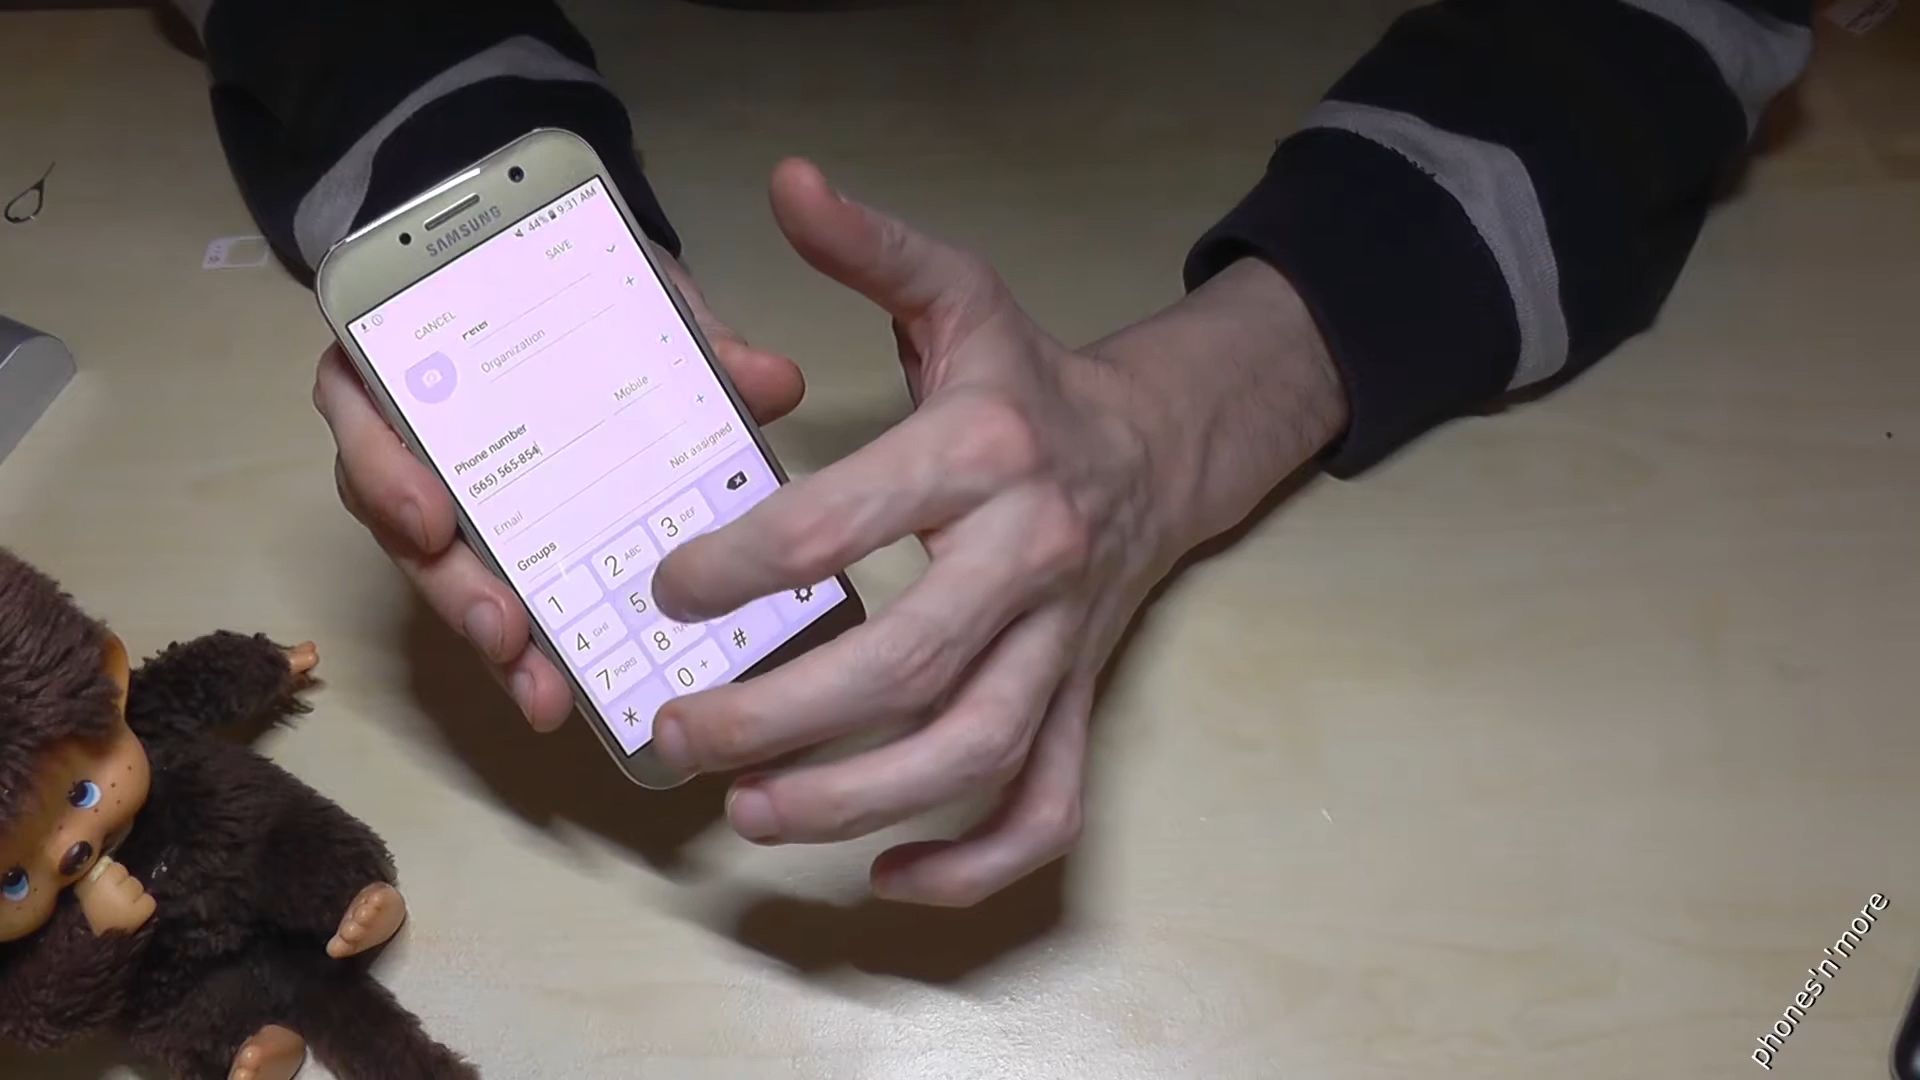 SAMSUNG
44% 9:31 AM
CANCEL SAVE
Peter
Organization
Mobile
Phone number
(565) 565-854
Email
Groups Not assigned
1 2 ABC 3 DEF
4 GHI 5
7 PQRS 8
* 0 + #
phones'n'more